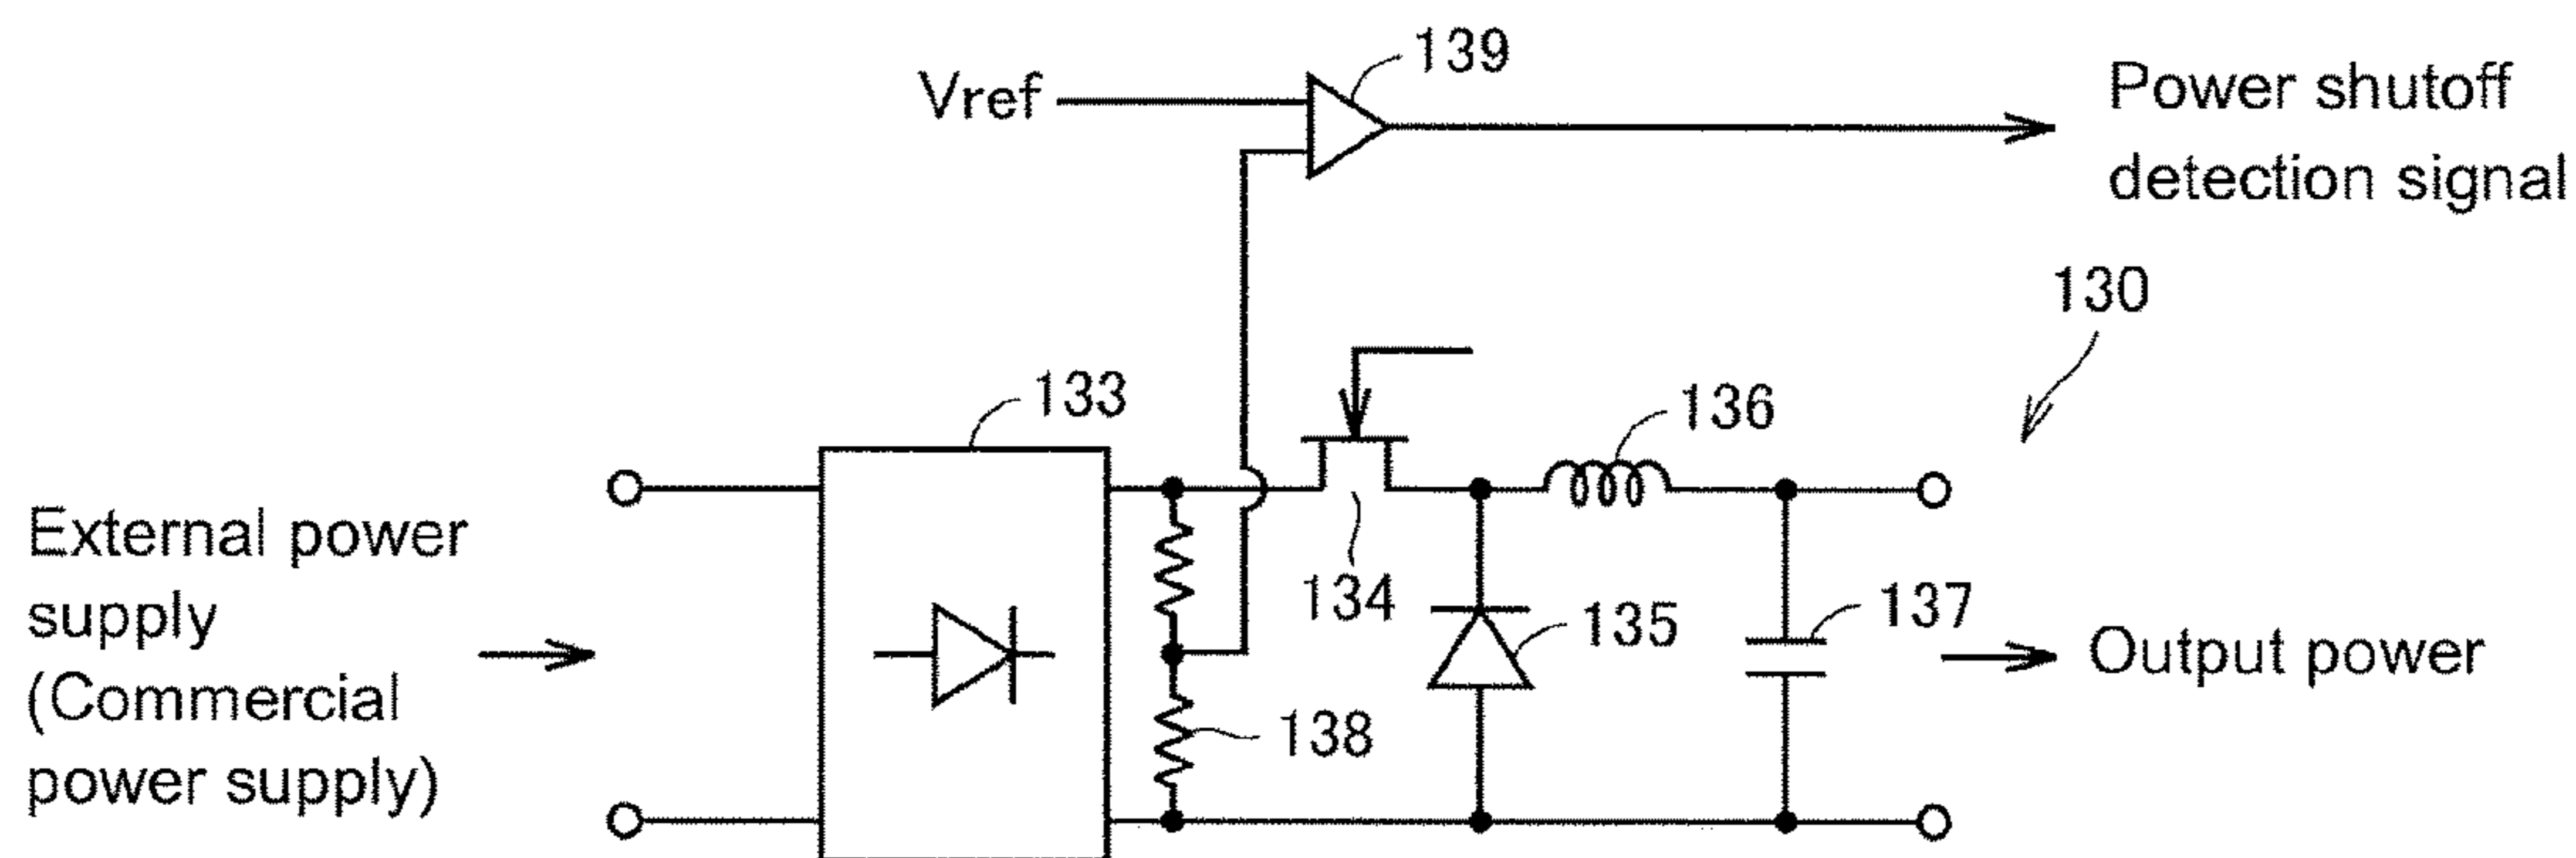 139
Vref
Power shutoff
detection signal
130
133
136
External power
supply
(Commercial
power supply)
134
135
137
138
Output power